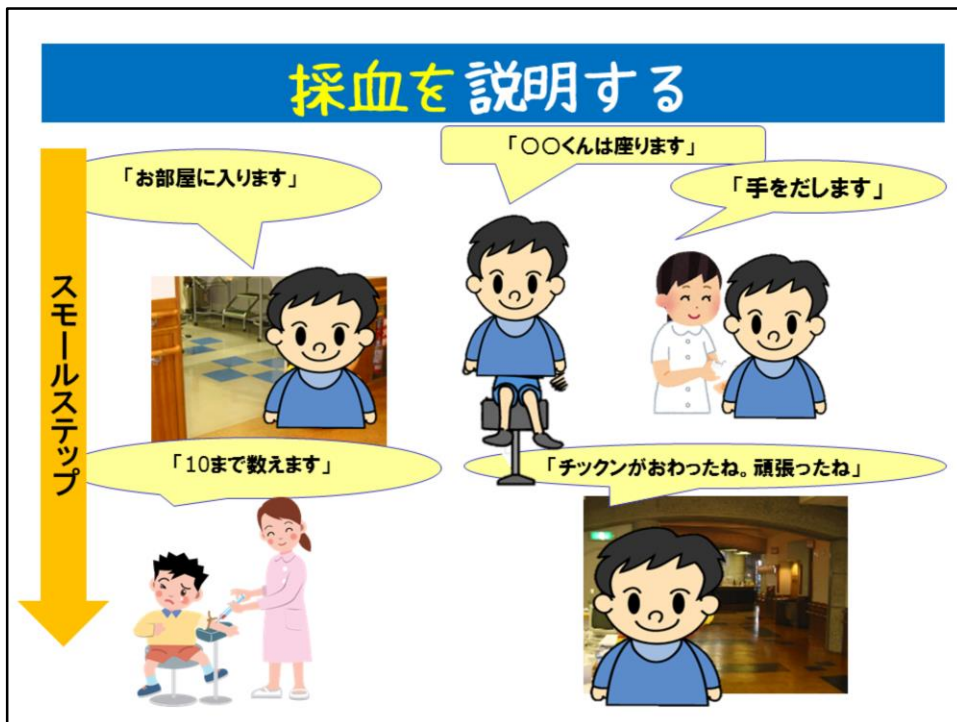 採血を説明する
スモールステップ
「お部屋に入ります」
「○○くんは座ります」
「手をだします」
「10まで数えます」
「チックンがおわったね。頑張ったね」